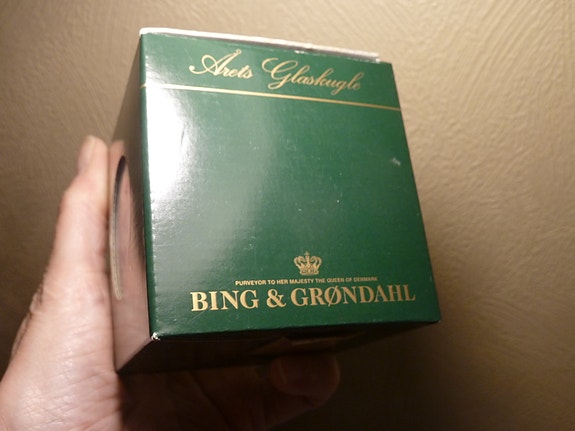 Årets Glaskugle
PURVEYOR TO HER MAJESTY THE QUEEN OF DENMARK
BING & GRØNDAHL